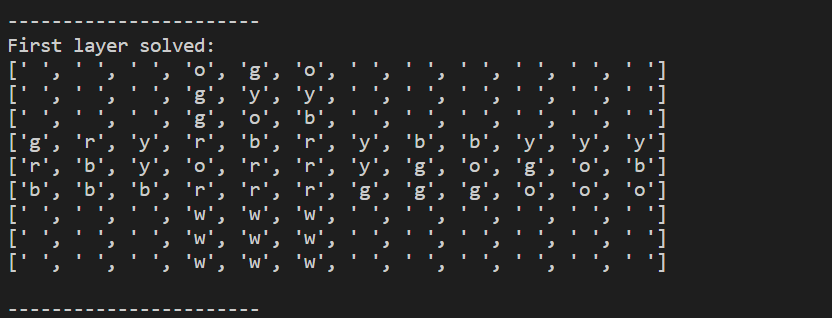 -----------------------
First layer solved:
[' ', ' ', ' ', 'o', 'g', 'o', ' ', ' ', ' ', ' ', ' ', ' ']
[' ', ' ', ' ', 'g', 'y', 'y', ' ', ' ', ' ', ' ', ' ', ' ']
[' ', ' ', ' ', 'g', 'o', 'b', ' ', ' ', ' ', ' ', ' ', ' ']
['g', 'r', 'y', 'r', 'b', 'r', 'y', 'b', 'b', 'y', 'y', 'y']
['r', 'b', 'y', 'o', 'r', 'r', 'y', 'g', 'o', 'g', 'o', 'b']
['b', 'b', 'b', 'r', 'r', 'r', 'g', 'g', 'g', 'o', 'o', 'o']
[' ', ' ', ' ', 'w', 'w', 'w', ' ', ' ', ' ', ' ', ' ', ' ']
[' ', ' ', ' ', 'w', 'w', 'w', ' ', ' ', ' ', ' ', ' ', ' ']
[' ', ' ', ' ', 'w', 'w', 'w', ' ', ' ', ' ', ' ', ' ', ' ']
-----------------------